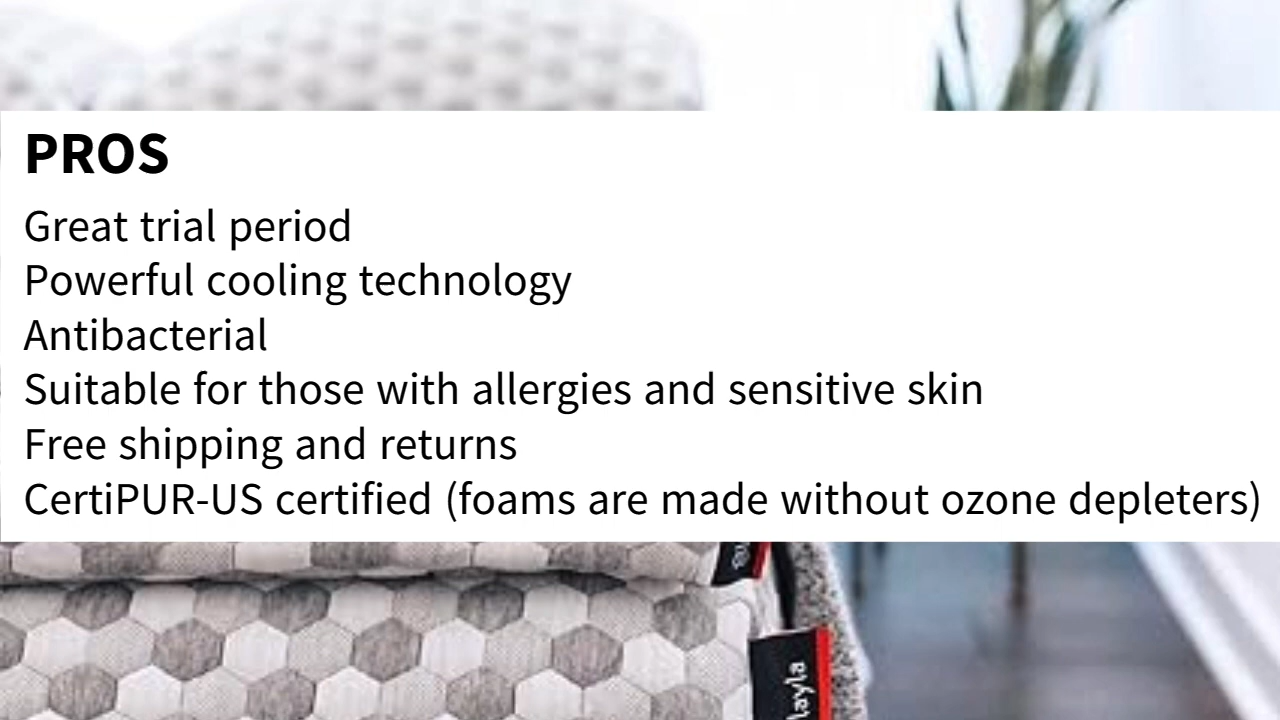 PROS
Great trial period
Powerful cooling technology
Antibacterial
Suitable for those with allergies and sensitive skin
Free shipping and returns
CertiPUR-US certified (foams are made without ozone depleters)
layla